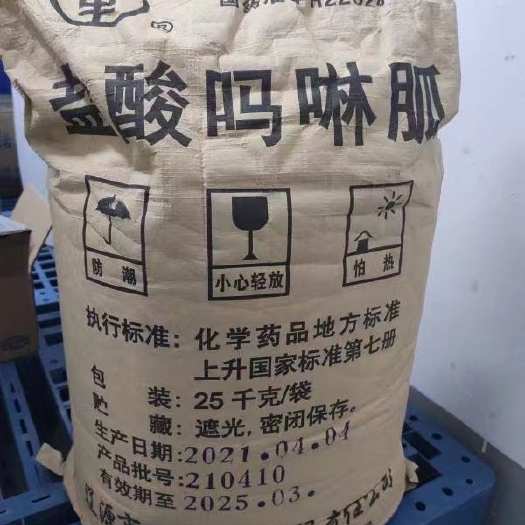 盐酸吗啉胍
防潮
小心轻放
怕热
执行标准：化学药品地方标准
上升国家标准第七册
包 装：25千克/袋
贮 藏：遮光，密闭保存。
生产日期：2021.04.04
产品批号：210410
有效期至 2025.03.